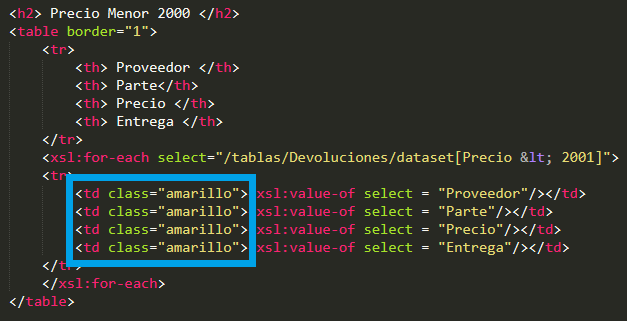 <h2> Precio Menor 2000 </h2>
<table border="1">
<tr>
<th> Proveedor </th>
<th> Parte</th>
<th> Precio </th>
<th> Entrega </th>
</tr>
<xsl:for-each select="/tablas/Devoluciones/dataset[Precio &lt; 2001]">
<tr>
<td class="amarillo"> xsl:value-of select = "Proveedor"/></td>
<td class="amarillo"> xsl:value-of select = "Parte"/></td>
<td class="amarillo"> xsl:value-of select = "Precio"/></td>
<td class="amarillo"> xsl:value-of select = "Entrega"/></td>
</tr>
</xsl:for-each>
</table>